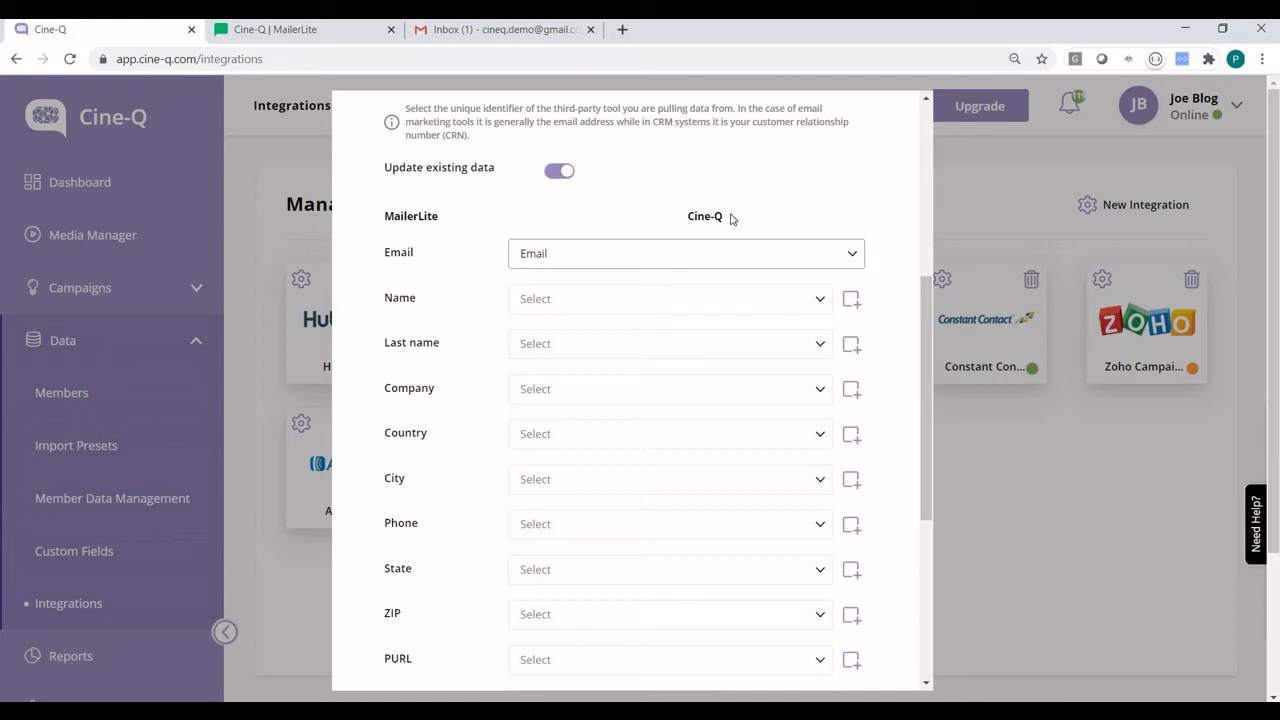 Cine-Q
Cine-Q | MailerLite
Inbox (1) - cineq.demo@gmail.cc
app.cine-q.com/integrations
P
Cine-Q
Dashboard
Media Manager
Campaigns
Data
Members
Import Presets
Member Data Management
Custom Fields
Integrations
Reports
Integrations
Upgrade
JB
Joe Blog
Online
Mana
New Integration
Constant Contact
Constant Con...
ZOHO
Zoho Campai...
Need Help?
Select the unique identifier of the third-party tool you are pulling data from. In the case of email
marketing tools it is generally the email address while in CRM systems it is your customer relationship
number (CRN).
Update existing data
MailerLite Cine-Q
Email Email
Name Select
Last name Select
Company Select
Country Select
City Select
Phone Select
State Select
ZIP Select
PURL Select